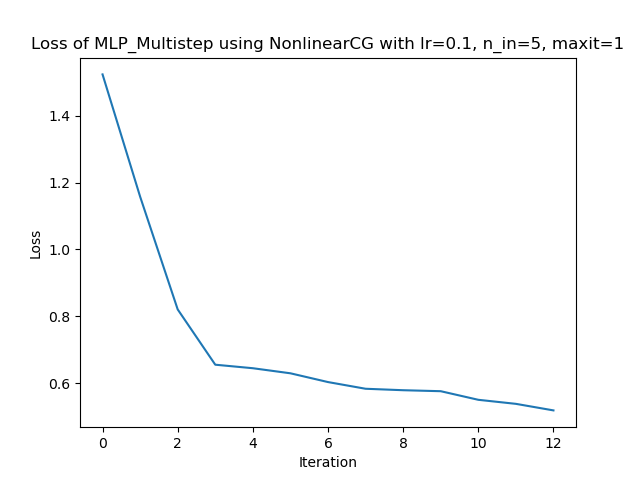 Loss of MLP_Multistep using NonlinearCG with lr=0.1, n_in=5, maxit=1
1.4
1.2
1.0
0.8
0.6
Loss
0 2 4 6 8 10 12
Iteration